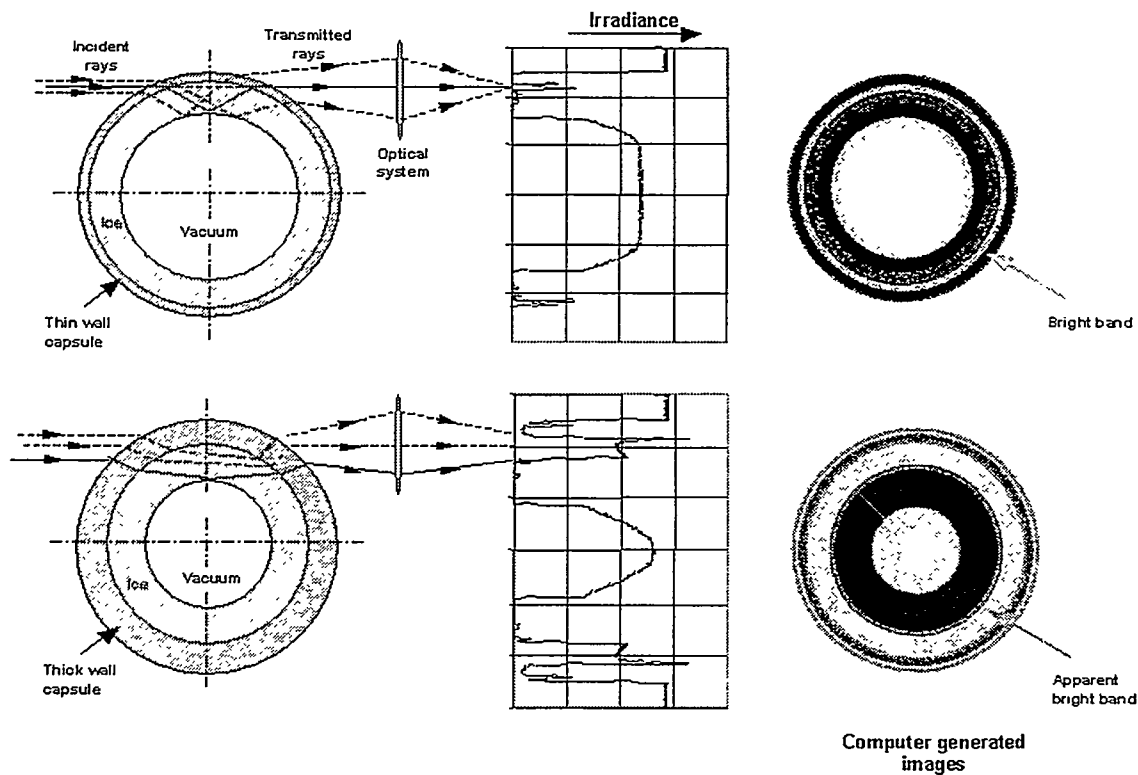 Irradiance
Incident
rays
Transmitted
rays
Optical
system
Ice
Vacuum
Thin wall
capsule
Bright band
Ice
Vacuum
Thick wall
capsule
Apparent
bright band
Computer generated
images